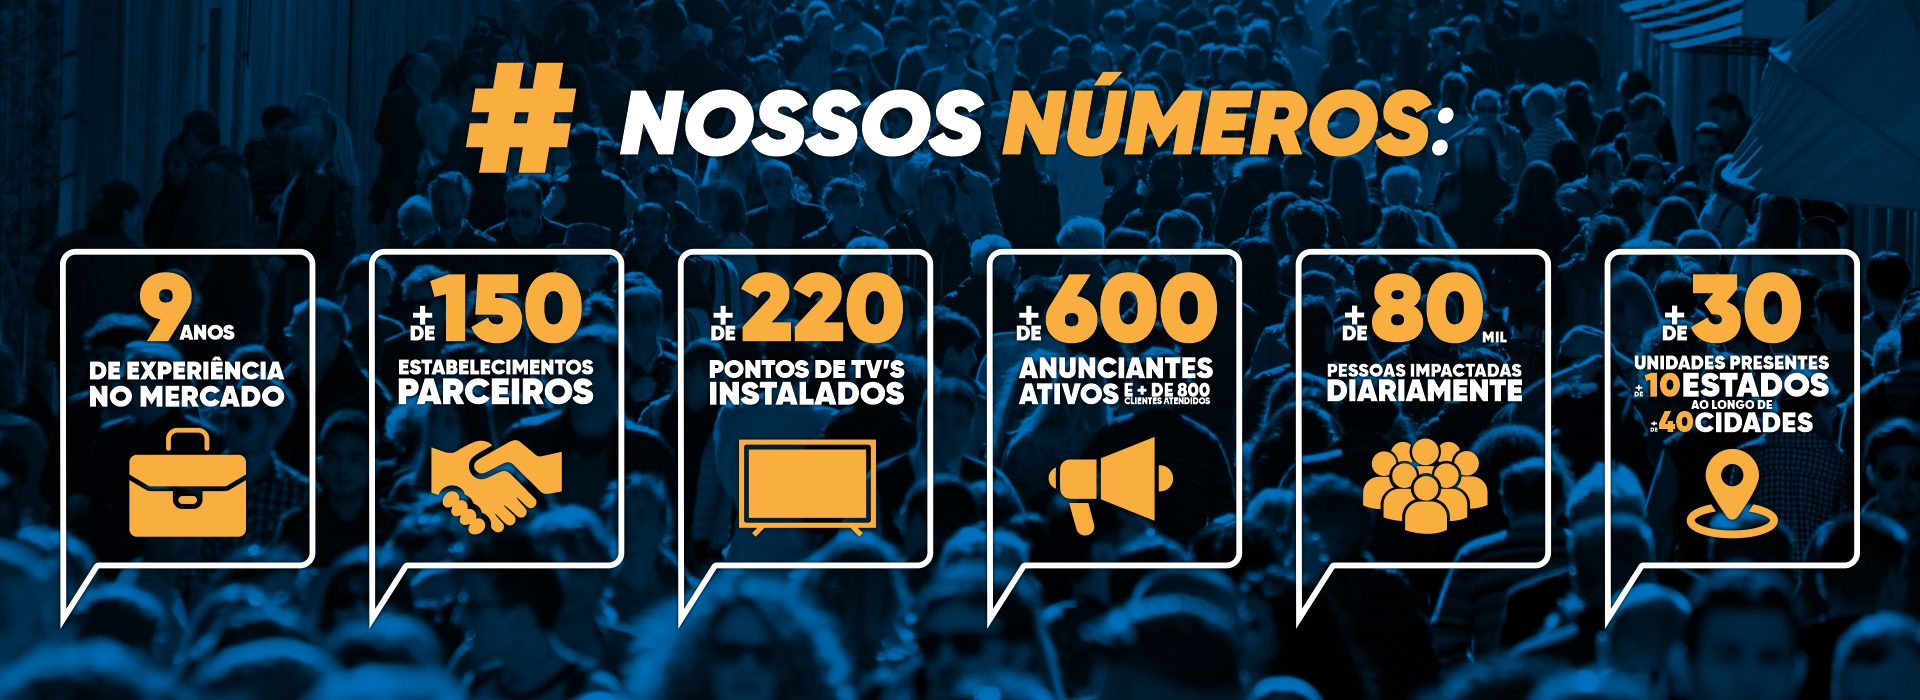 # NOSSOS NÚMEROS:
9 ANOS
DE EXPERIÊNCIA
NO MERCADO
+ DE 150
ESTABELECIMENTOS
PARCEIROS
+ DE 220
PONTOS DE TV'S
INSTALADOS
+ DE 600
ANUNCIANTES
ATIVOS E + DE 800
CLIENTES ATENDIDOS
+ DE 80 MIL
PESSOAS IMPACTADAS
DIARIAMENTE
+ DE 30
UNIDADES PRESENTES
+ DE 10 ESTADOS
AO LONGO DE
+ DE 40 CIDADES